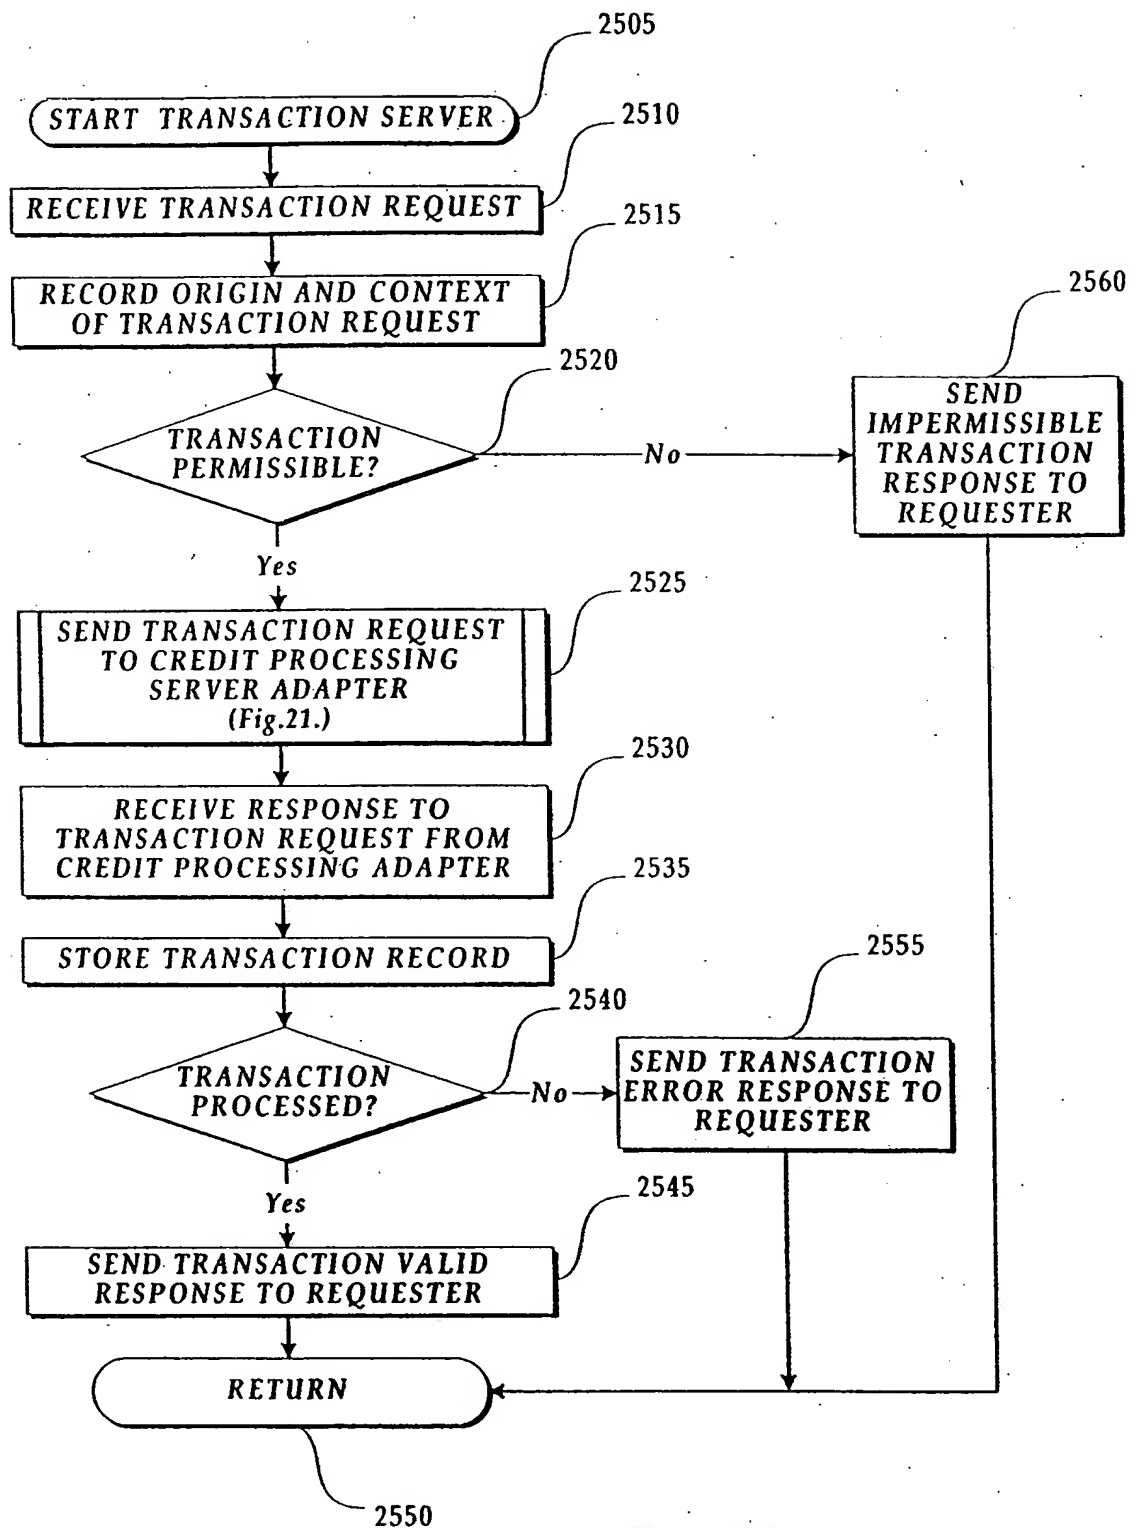 2505
START TRANSACTION SERVER
2510
RECEIVE TRANSACTION REQUEST
2515
RECORD ORIGIN AND CONTEXT
OF TRANSACTION REQUEST
2520
TRANSACTION
PERMISSIBLE?
No
2560
SEND
IMPERMISSIBLE
TRANSACTION
RESPONSE TO
REQUESTER
Yes
2525
SEND TRANSACTION REQUEST
TO CREDIT PROCESSING
SERVER ADAPTER
(Fig.21.)
2530
RECEIVE RESPONSE TO
TRANSACTION REQUEST FROM
CREDIT PROCESSING ADAPTER
2535
STORE TRANSACTION RECORD
2540
TRANSACTION
PROCESSED?
No
2555
SEND TRANSACTION
ERROR RESPONSE TO
REQUESTER
Yes
2545
SEND TRANSACTION VALID
RESPONSE TO REQUESTER
RETURN
2550